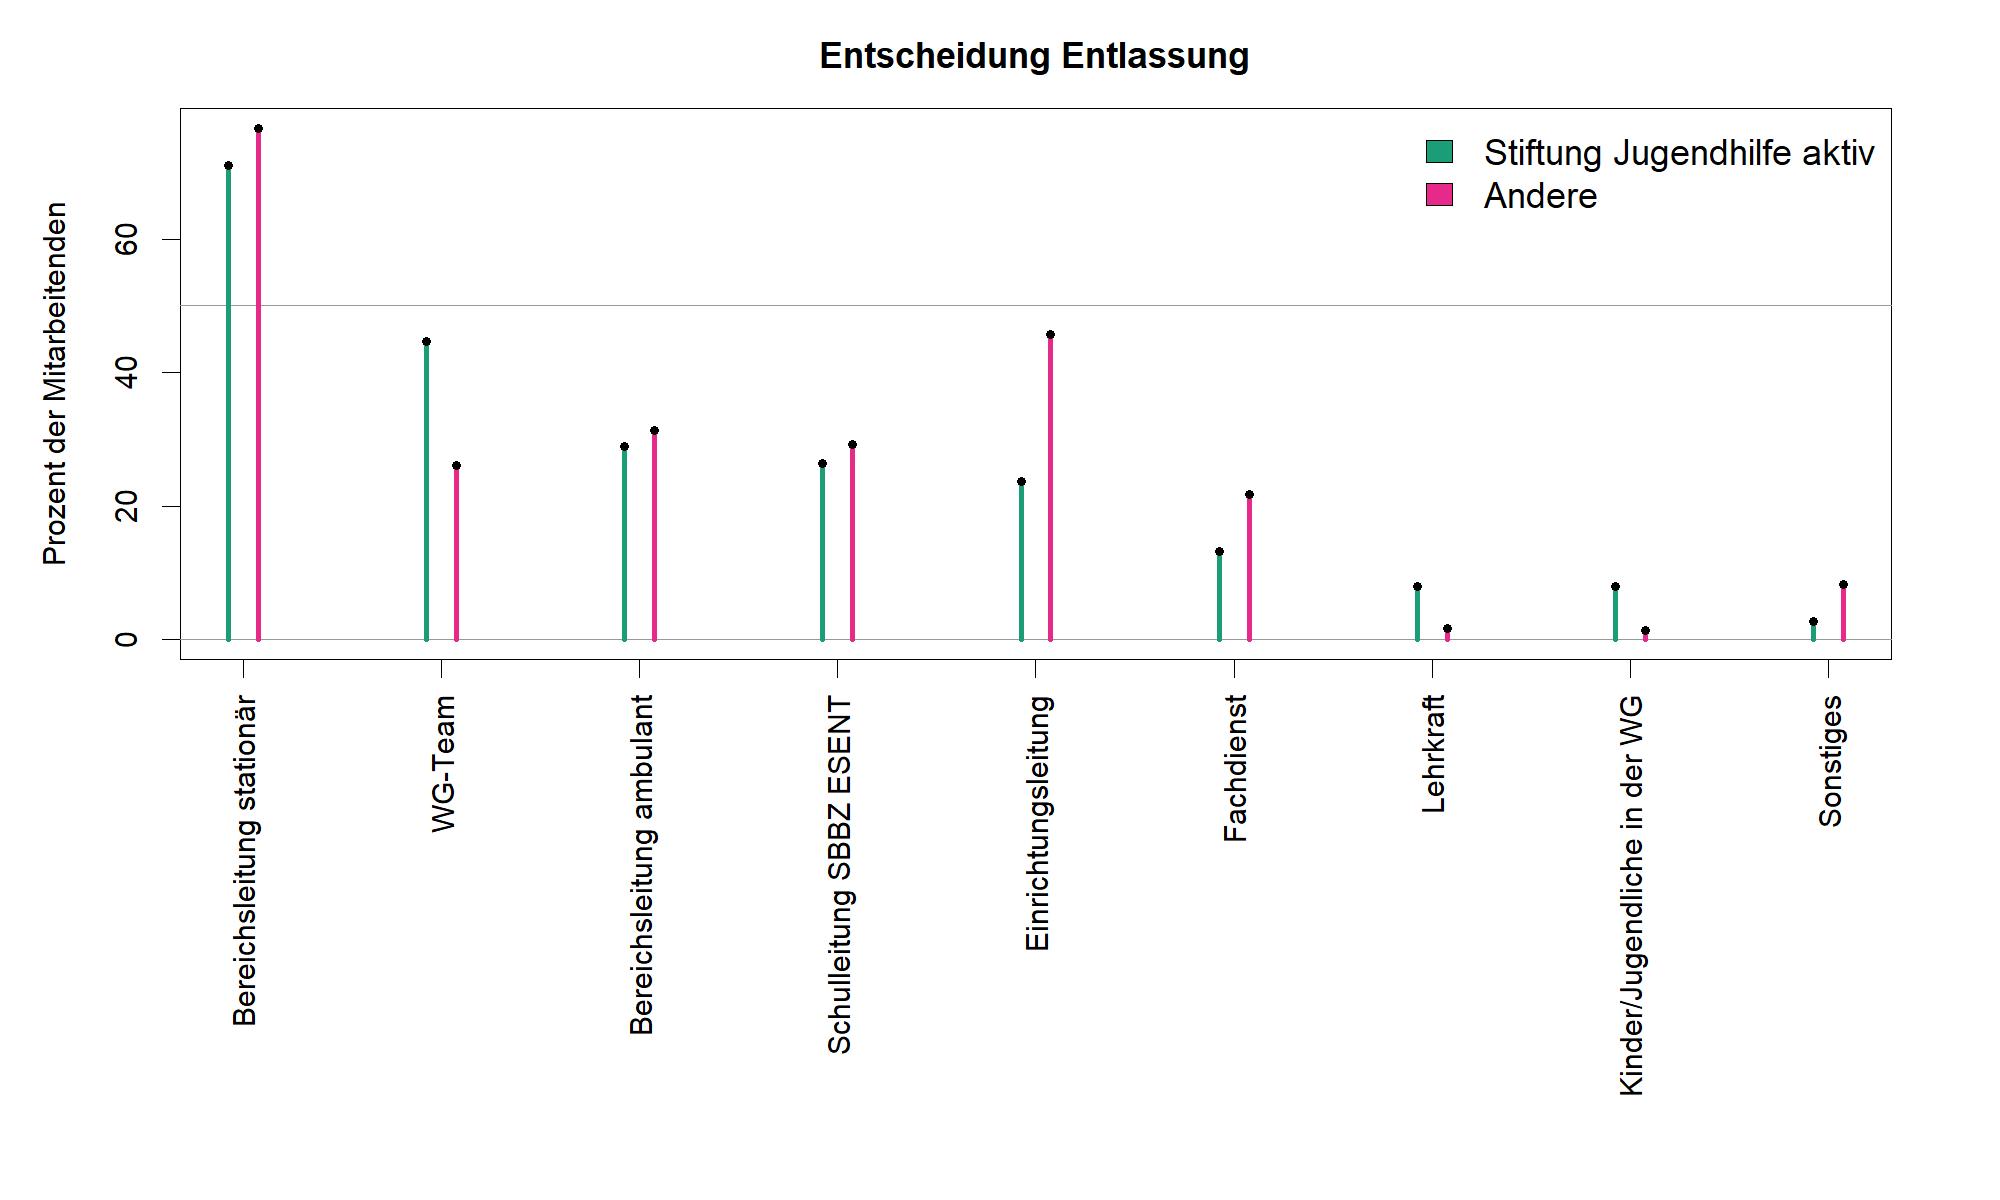 Entscheidung Entlassung
Stiftung Jugendhilfe aktiv
Andere
Prozent der Mitarbeitenden
60
40
20
0
Bereichsleitung stationär
WG-Team
Bereichsleitung ambulant
Schulleitung SBBZ ESENT
Einrichtungsleitung
Fachdienst
Lehrkraft
Kinder/Jugendliche in der WG
Sonstiges